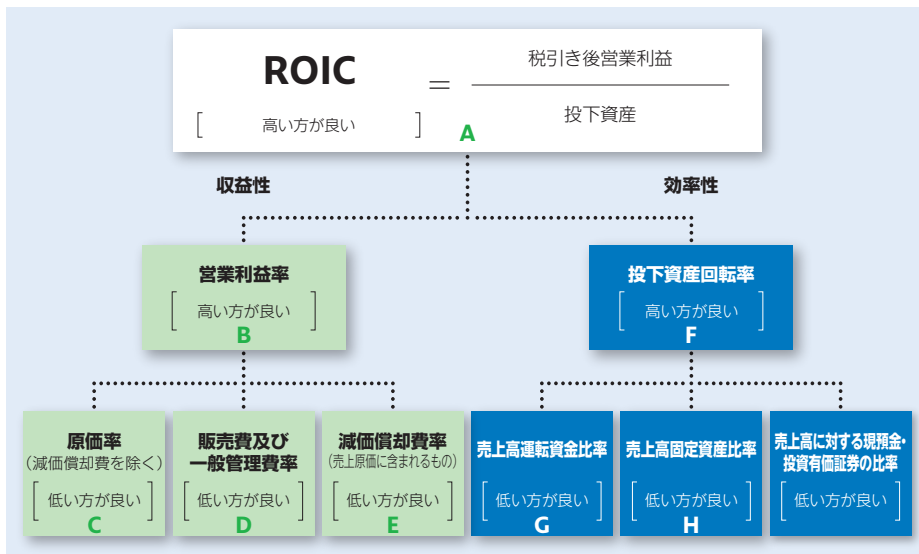 ROIC
[ 高い方が良い ]
=
税引き後営業利益
投下資産
A
収益性
効率性
営業利益率
[ 高い方が良い ]
B
投下資産回転率
[ 高い方が良い ]
F
原価率
(減価償却費を除く)
[ 低い方が良い ]
C
販売費及び
一般管理費率
[ 低い方が良い ]
D
減価償却費率
(売上原価に含まれるもの)
[ 低い方が良い ]
E
売上高運転資金比率
[ 低い方が良い ]
G
売上高固定資産比率
[ 低い方が良い ]
H
売上高に対する現預金・
投資有価証券の比率
[ 低い方が良い ]